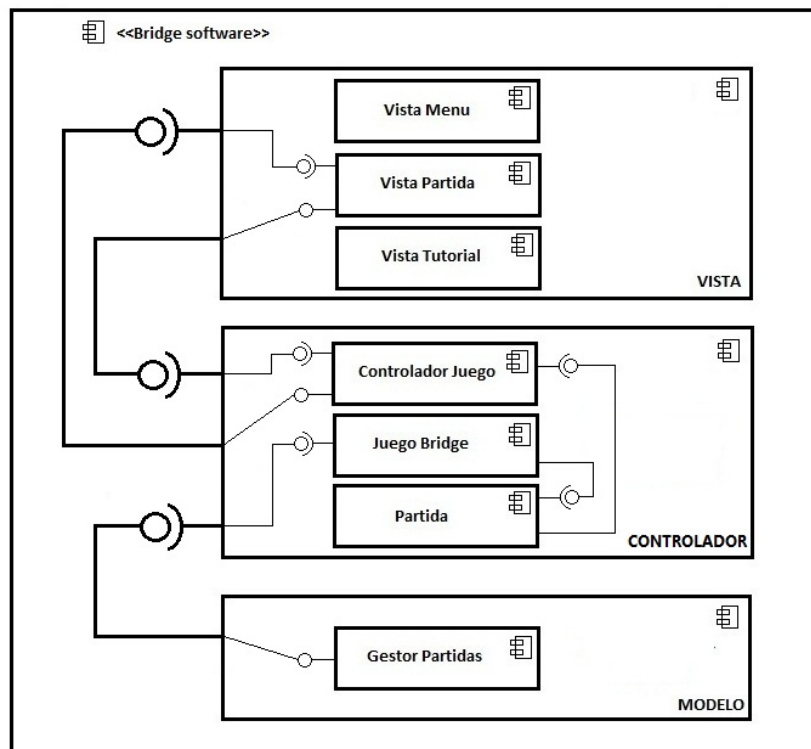 <<Bridge software>>
Vista Menu
Vista Partida
Vista Tutorial
VISTA
Controlador Juego
Juego Bridge
Partida
CONTROLADOR
Gestor Partidas
MODELO